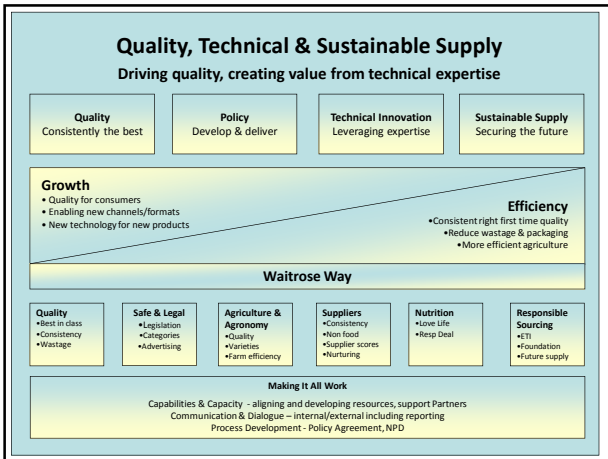 Quality, Technical & Sustainable Supply
Driving quality, creating value from technical expertise
Quality
Consistently the best
Policy
Develop & deliver
Technical Innovation
Leveraging expertise
Sustainable Supply
Securing the future
Growth
• Quality for consumers
• Enabling new channels/formats
• New technology for new products
Efficiency
•Consistent right first time quality
•Reduce wastage & packaging
•More efficient agriculture
Waitrose Way
Quality
•Best in class
•Consistency
•Wastage
Safe & Legal
•Legislation
•Categories
•Advertising
Agriculture &
Agronomy
•Quality
•Varieties
•Farm efficiency
Suppliers
•Consistency
•Non food
•Supplier scores
•Nurturing
Nutrition
•Love Life
•Resp Deal
Responsible
Sourcing
•ETI
•Foundation
•Future supply
Making It All Work
Capabilities & Capacity - aligning and developing resources, support Partners
Communication & Dialogue – internal/external including reporting
Process Development - Policy Agreement, NPD